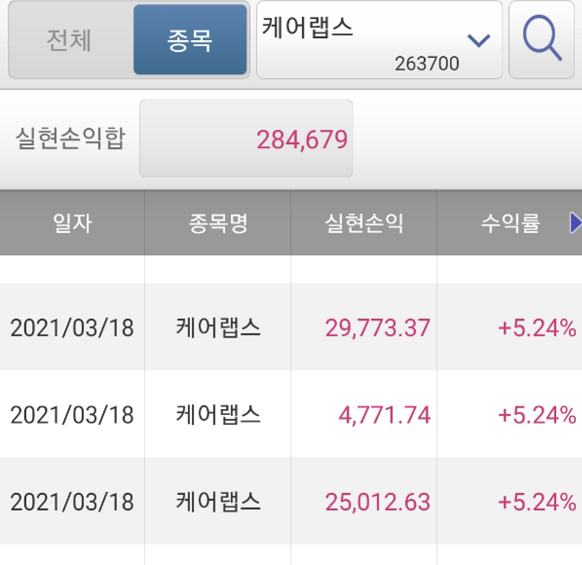 전체 종목 케어랩스
263700
실현손익합 284,679
일자 종목명 실현손익 수익률
2021/03/18 케어랩스 29,773.37 +5.24%
2021/03/18 케어랩스 4,771.74 +5.24%
2021/03/18 케어랩스 25,012.63 +5.24%